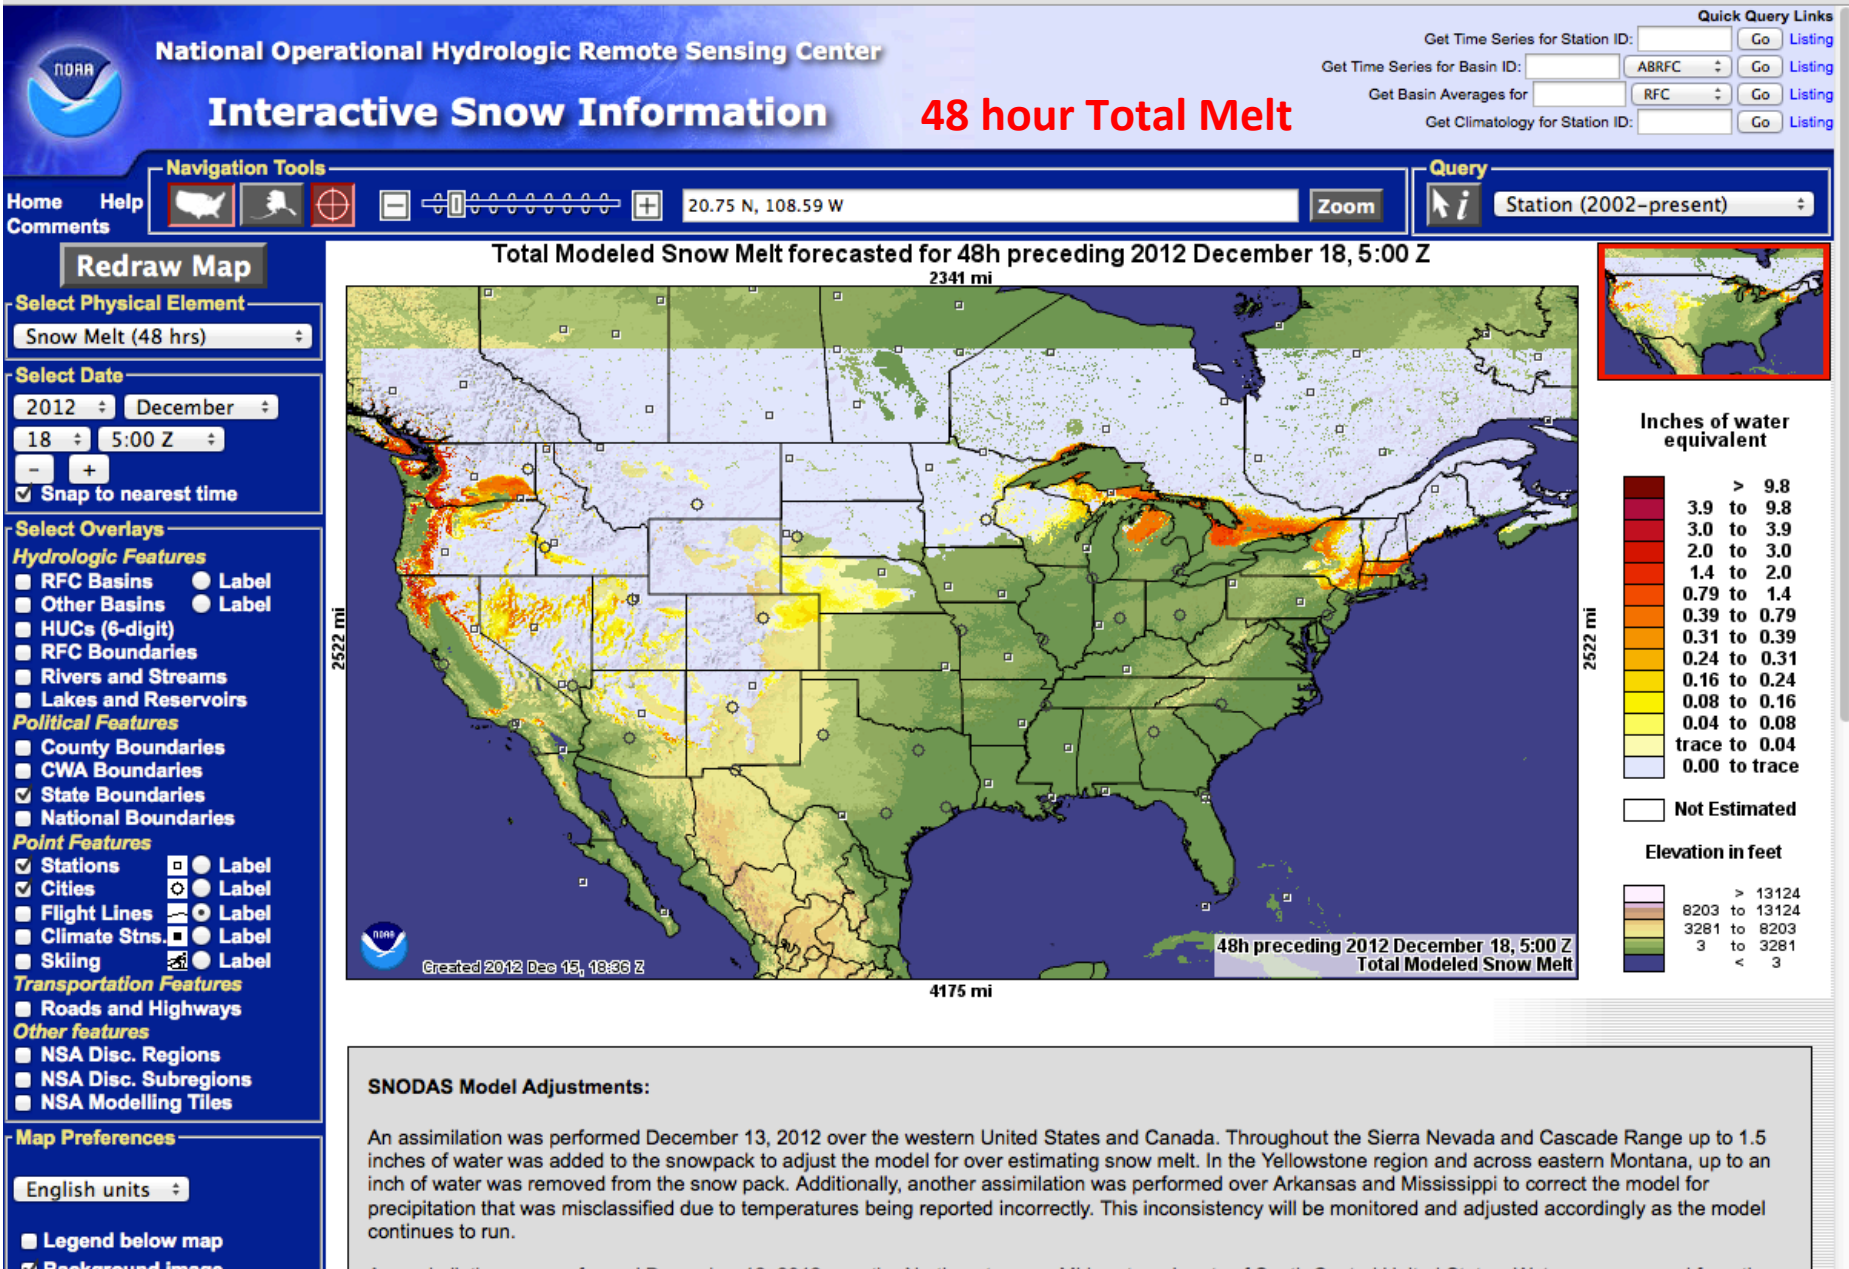 Quick Query Links
Get Time Series for Station ID: Go Listing
Get Time Series for Basin ID: ABRFC Go Listing
Get Basin Averages for RFC Go Listing
Get Climatology for Station ID: Go Listing
NOAA
National Operational Hydrologic Remote Sensing Center
Interactive Snow Information
48 hour Total Melt
Home Help
Comments
Navigation Tools
20.75 N, 108.59 W
Zoom
Query
i
Station (2002-present)
Redraw Map
Select Physical Element
Snow Melt (48 hrs)
Select Date
2012 December
18 5:00 Z
- +
Snap to nearest time
Select Overlays
Hydrologic Features
RFC Basins Label
Other Basins Label
HUCs (6-digit)
RFC Boundaries
Rivers and Streams
Lakes and Reservoirs
Political Features
County Boundaries
CWA Boundaries
State Boundaries
National Boundaries
Point Features
Stations Label
Cities Label
Flight Lines Label
Climate Stns. Label
Skiing Label
Transportation Features
Roads and Highways
Other features
NSA Disc. Regions
NSA Disc. Subregions
NSA Modelling Tiles
Map Preferences
English units
Legend below map
Background image
Total Modeled Snow Melt forecasted for 48h preceding 2012 December 18, 5:00 Z
2341 mi
2522 mi
2522 mi
NOAA
Created 2012 Dec 15, 18:36 Z
48h preceding 2012 December 18, 5:00 Z
Total Modeled Snow Melt
4175 mi
Inches of water
equivalent
> 9.8
3.9 to 9.8
3.0 to 3.9
2.0 to 3.0
1.4 to 2.0
0.79 to 1.4
0.39 to 0.79
0.31 to 0.39
0.24 to 0.31
0.16 to 0.24
0.08 to 0.16
0.04 to 0.08
trace to 0.04
0.00 to trace
Not Estimated
Elevation in feet
> 13124
8203 to 13124
3281 to 8203
3 to 3281
< 3
SNODAS Model Adjustments:
An assimilation was performed December 13, 2012 over the western United States and Canada. Throughout the Sierra Nevada and Cascade Range up to 1.5
inches of water was added to the snowpack to adjust the model for over estimating snow melt. In the Yellowstone region and across eastern Montana, up to an
inch of water was removed from the snow pack. Additionally, another assimilation was performed over Arkansas and Mississippi to correct the model for
precipitation that was misclassified due to temperatures being reported incorrectly. This inconsistency will be monitored and adjusted accordingly as the model
continues to run.